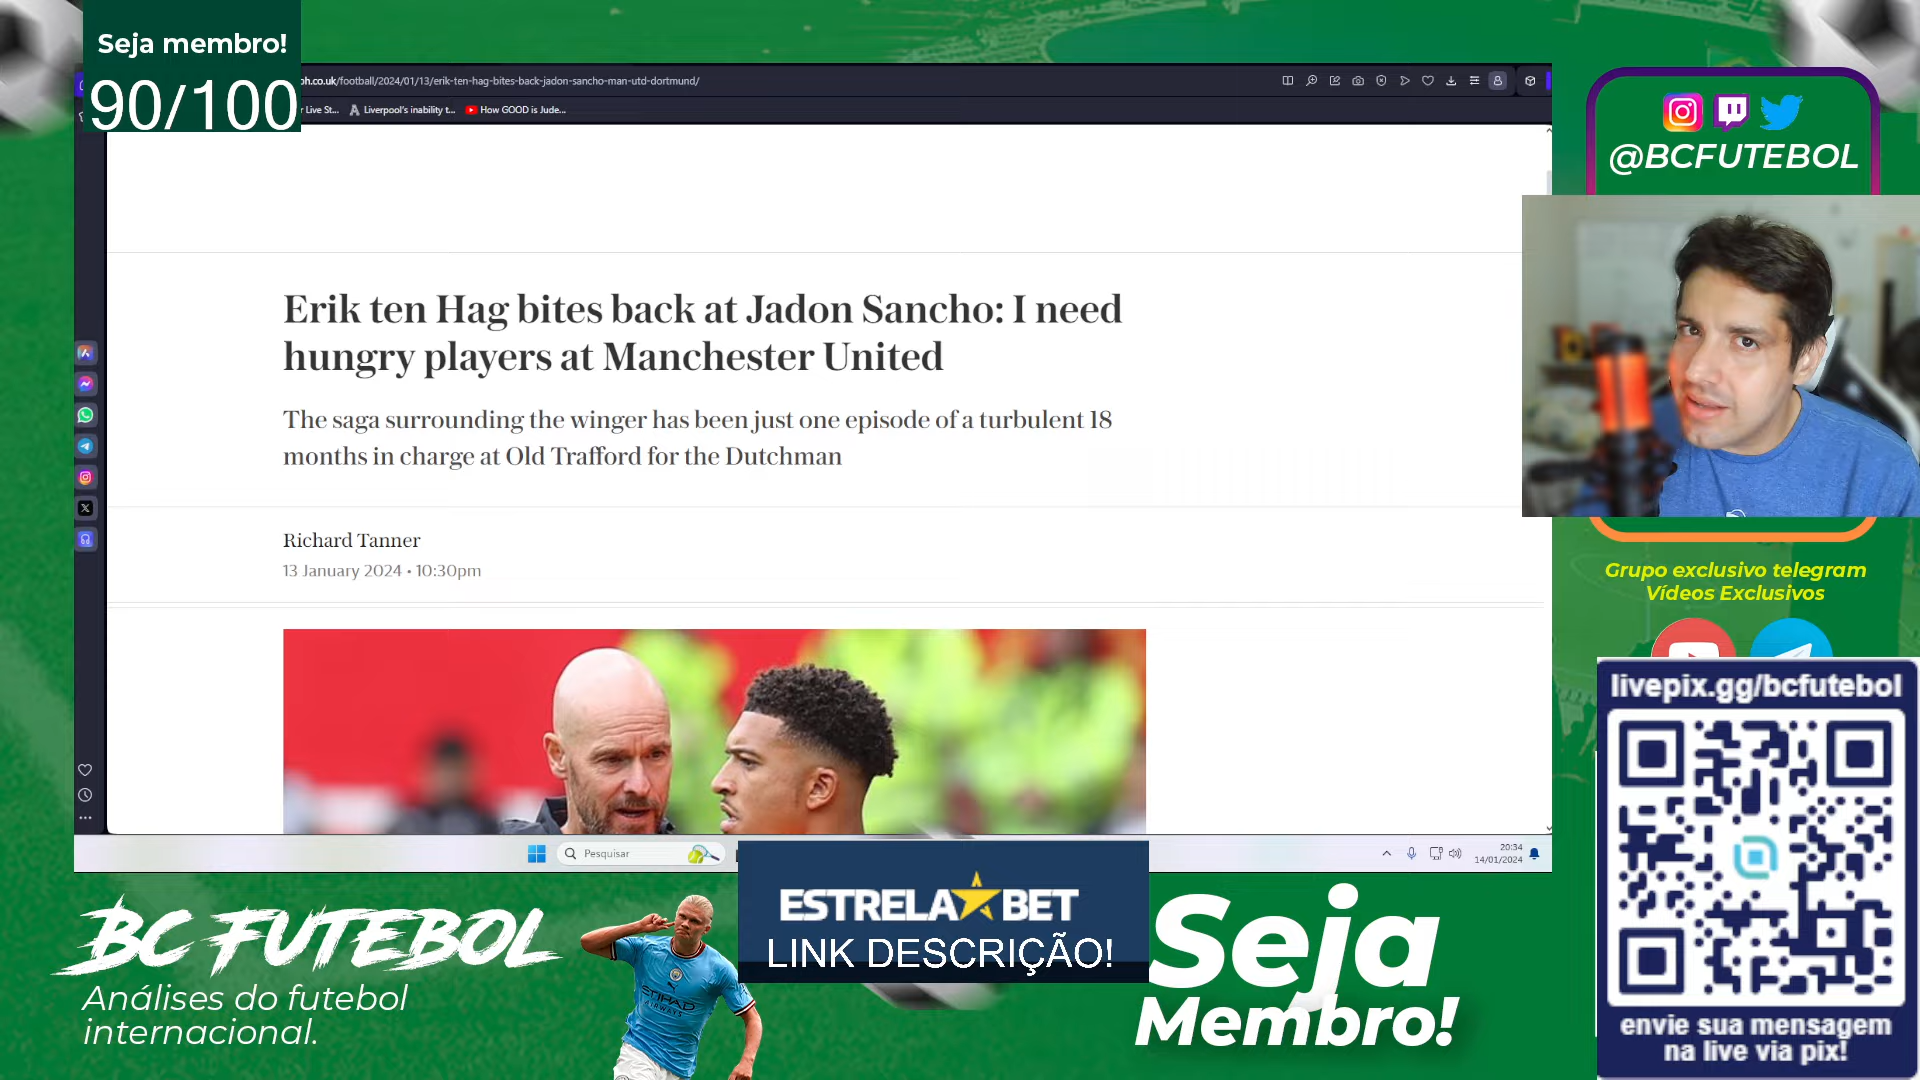 Seja membro!
90/100
ph.co.uk/football/2024/01/13/erik-ten-hag-bites-back-jadon-sancho-man-utd-dortmund/
r Live St...
Liverpool's inability t...
How GOOD is Jude...
@BCFUTEBOL
Erik ten Hag bites back at Jadon Sancho: I need
hungry players at Manchester United
The saga surrounding the winger has been just one episode of a turbulent 18
months in charge at Old Trafford for the Dutchman
Richard Tanner
13 January 2024 • 10:30pm
Grupo exclusivo telegram
Vídeos Exclusivos
livepix.gg/bcfutebol
envie sua mensagem
na live via pix!
Pesquisar
20:34
14/01/2024
BC FUTEBOL
Análises do futebol
internacional.
ETIHAD
AIRWAYS
ESTRELA BET
LINK DESCRIÇÃO!
Seja
Membro!